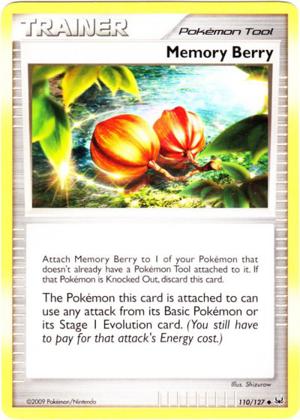 TRAINER
Pokémon Tool
Memory Berry
Attach Memory Berry to 1 of your Pokémon that
doesn't already have a Pokémon Tool attached to it. If
that Pokémon is Knocked Out, discard this card.
The Pokémon this card is attached to can
use any attack from its Basic Pokémon or
its Stage 1 Evolution card. (You still have
to pay for that attack's Energy cost.)
Illus. Shizurow
©2009 Pokémon/Nintendo
110/127